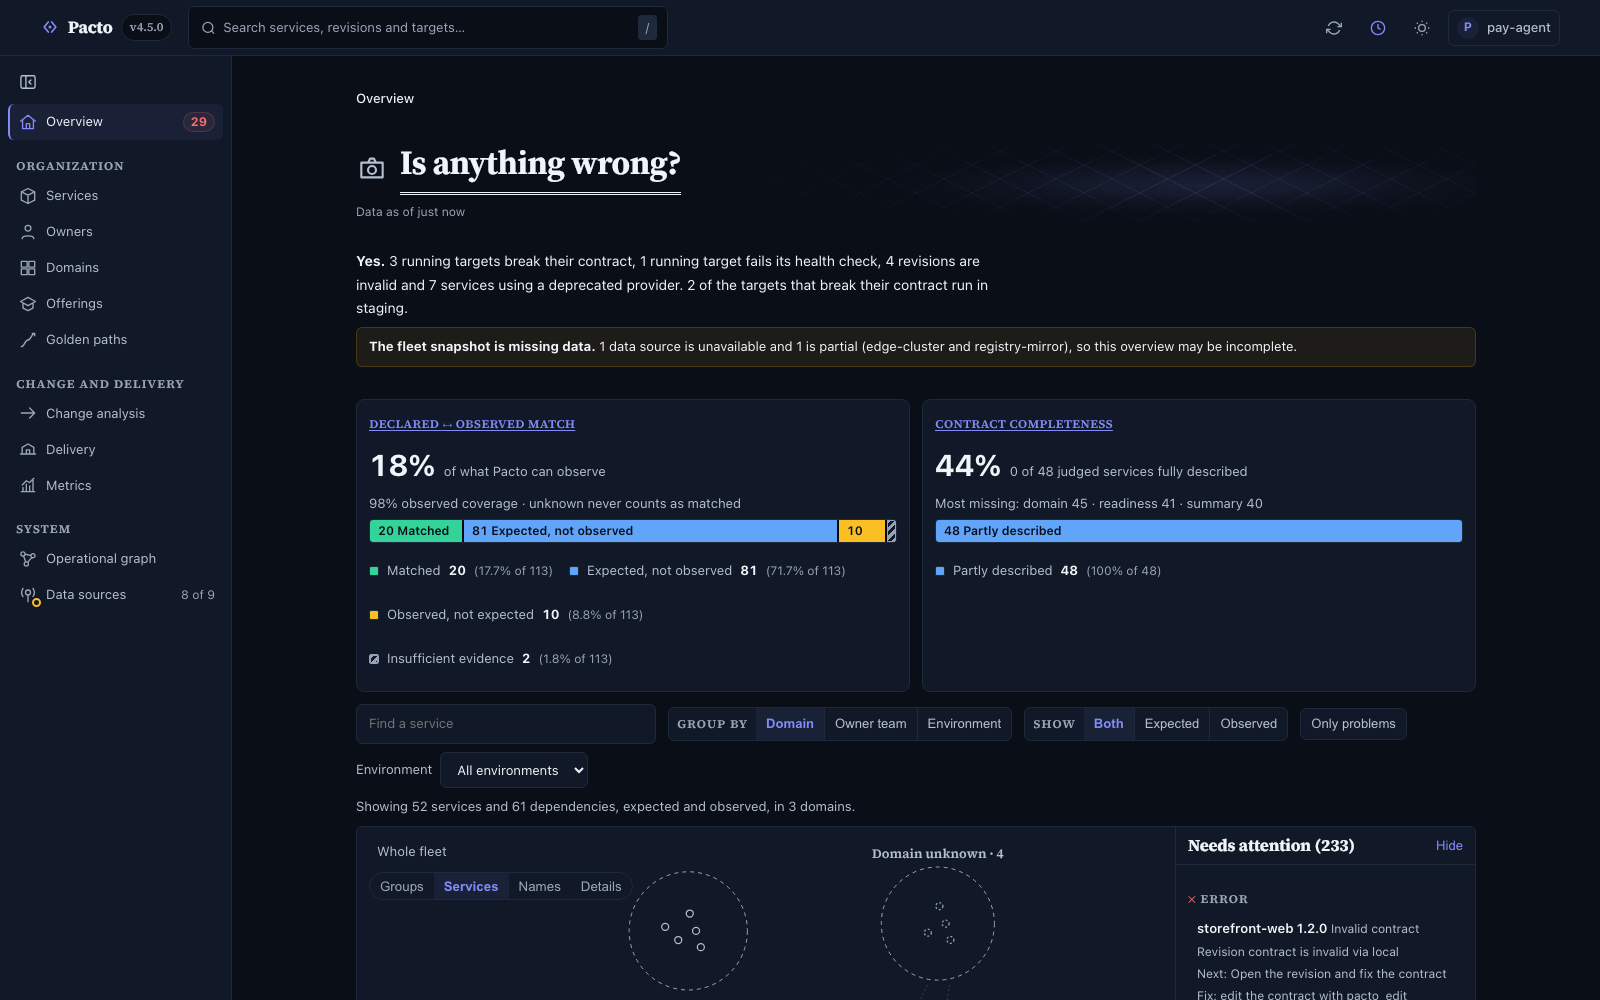 Pacto v4.5.0
Search services, revisions and targets... /
P pay-agent
Overview 29
ORGANIZATION
Services
Owners
Domains
Offerings
Golden paths
CHANGE AND DELIVERY
Change analysis
Delivery
Metrics
SYSTEM
Operational graph
Data sources 8 of 9
Overview
Is anything wrong?
Data as of just now
Yes. 3 running targets break their contract, 1 running target fails its health check, 4 revisions are
invalid and 7 services using a deprecated provider. 2 of the targets that break their contract run in
staging.
The fleet snapshot is missing data. 1 data source is unavailable and 1 is partial (edge-cluster and registry-mirror), so this overview may be incomplete.
DECLARED ↔ OBSERVED MATCH
18% of what Pacto can observe
98% observed coverage · unknown never counts as matched
20 Matched 81 Expected, not observed 10
Matched 20 (17.7% of 113) Expected, not observed 81 (71.7% of 113)
Observed, not expected 10 (8.8% of 113)
Insufficient evidence 2 (1.8% of 113)
CONTRACT COMPLETENESS
44% 0 of 48 judged services fully described
Most missing: domain 45 · readiness 41 · summary 40
48 Partly described
Partly described 48 (100% of 48)
Find a service
GROUP BY Domain Owner team Environment
SHOW Both Expected Observed
Only problems
Environment All environments
Showing 52 services and 61 dependencies, expected and observed, in 3 domains.
Whole fleet
Groups Services Names Details
Domain unknown · 4
Needs attention (233) Hide
× ERROR
storefront-web 1.2.0 Invalid contract
Revision contract is invalid via local
Next: Open the revision and fix the contract
Fix: edit the contract with pacto_edit